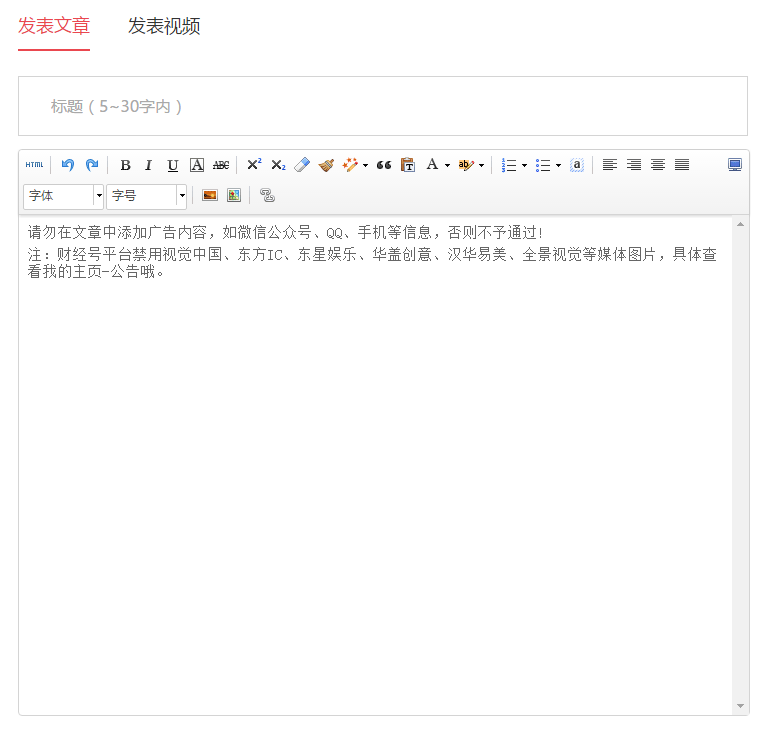 发表文章 发表视频
标题（5~30字内）
HTML B I U A ABC X² X₂ A ab a
字体 字号
请勿在文章中添加广告内容，如微信公众号、QQ、手机等信息，否则不予通过!
注：财经号平台禁用视觉中国、东方IC、东星娱乐、华盖创意、汉华易美、全景视觉等媒体图片，具体查
看我的主页-公告哦。